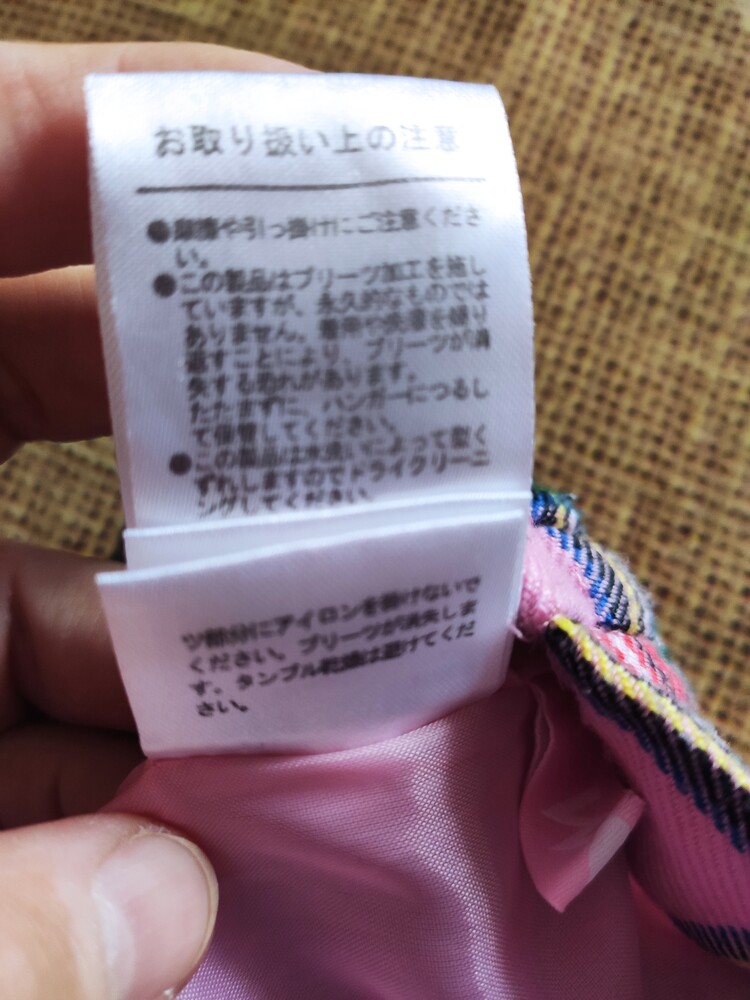 お取り扱い上の注意
●摩擦や引っ掛けにご注意くださ
い。
●この製品はプリーツ加工を施し
ていますが、永久的なものでは
ありません。着用や洗濯を繰り
返すことにより、プリーツが消
失する恐れがあります。
たたまずに、ハンガーにつるし
て保管してください。
●この製品は水洗いによって型く
ずれしますのでドライクリーニ
ングしてください。
ツ部分にアイロンを掛けないで
ください。プリーツが消失しま
す。タンブル乾燥は避けてくだ
さい。